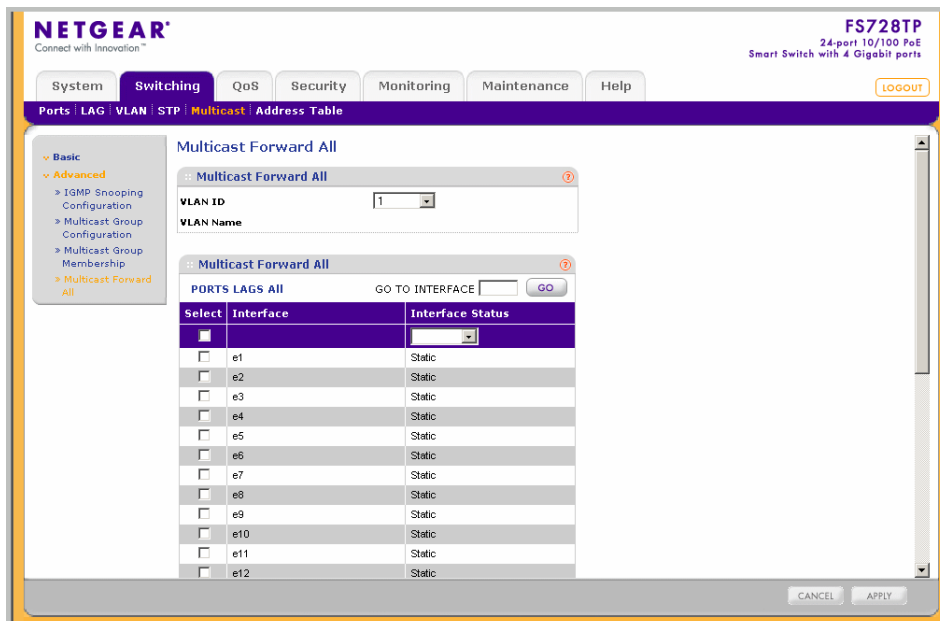 NETGEAR®
Connect with Innovation™
FS728TP
24-port 10/100 PoE
Smart Switch with 4 Gigabit ports
System Switching QoS Security Monitoring Maintenance Help
LOGOUT
Ports LAG VLAN STP Multicast Address Table
Basic
Advanced
» IGMP Snooping
Configuration
» Multicast Group
Configuration
» Multicast Group
Membership
» Multicast Forward
All
Multicast Forward All
:: Multicast Forward All ?
VLAN ID 1
VLAN Name
:: Multicast Forward All ?
PORTS LAGS All GO TO INTERFACE GO
Select Interface Interface Status
e1 Static
e2 Static
e3 Static
e4 Static
e5 Static
e6 Static
e7 Static
e8 Static
e9 Static
e10 Static
e11 Static
e12 Static
CANCEL APPLY